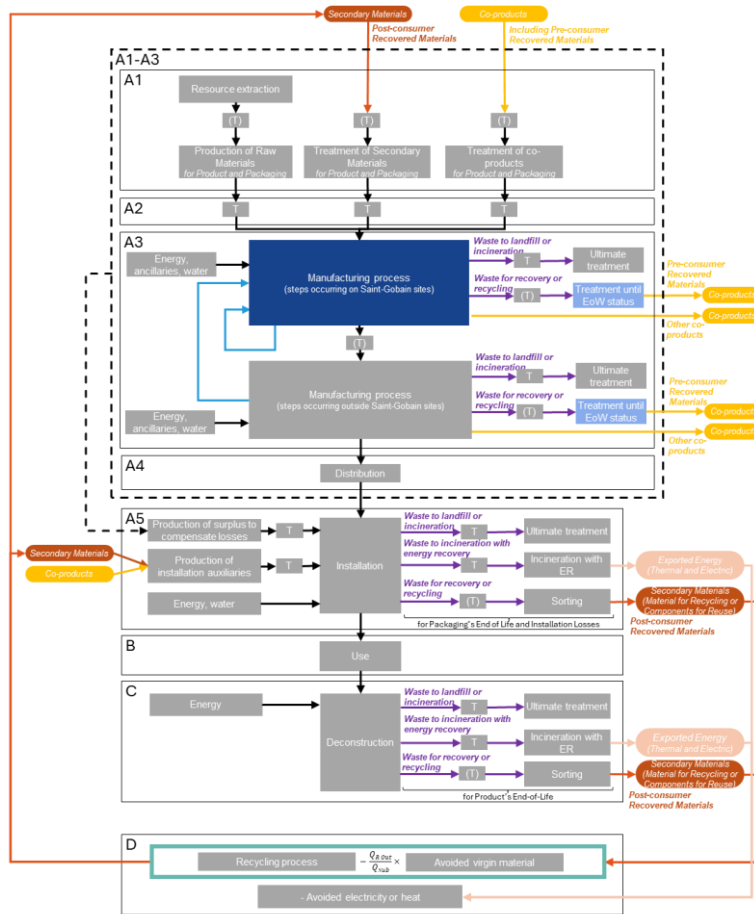 Secondary Materials
Co-products
Post-consumer
Recovered Materials
Including Pre-consumer
Recovered Materials
A1-A3
A1
Resource extraction
(T)
(T)
(T)
Production of Raw
Materials
for Product and Packaging
Treatment of Secondary
Materials
for Product and Packaging
Treatment of co-
products
for Product and Packaging
A2
T
T
T
A3
Energy,
ancillaries, water
Manufacturing process
(steps occurring on Saint-Gobain sites)
Waste to landfill or
incineration
T
Ultimate
treatment
Waste for recovery or
recycling
(T)
Treatment until
EoW status
Pre-consumer
Recovered
Materials
Co-products
Other co-
products
Co-products
(T)
Manufacturing process
(steps occurring outside Saint-Gobain sites)
Energy,
ancillaries, water
Waste to landfill or
incineration
T
Ultimate
treatment
Waste for recovery or
recycling
(T)
Treatment until
EoW status
Pre-consumer
Recovered
Materials
Co-products
Other co-
products
Co-products
A4
Distribution
A5
Production of surplus to
compensate losses
T
Secondary Materials
Co-products
Production of
installation auxiliaries
T
Energy, water
Installation
Waste to landfill or
incineration
T
Ultimate treatment
Waste to incineration with
energy recovery
T
Incineration with
ER
Exported Energy
(Thermal and Electric)
Waste for recovery or
recycling
(T)
Sorting
Secondary Materials
(Material for Recycling or
Components for Reuse)
Post-consumer
Recovered Materials
for Packaging's End of Life and Installation Losses
B
Use
C
Energy
Deconstruction
Waste to landfill or
incineration
T
Ultimate treatment
Waste to incineration with
energy recovery
T
Incineration with
ER
Exported Energy
(Thermal and Electric)
Waste for recovery or
recycling
(T)
Sorting
Secondary Materials
(Material for Recycling or
Components for Reuse)
Post-consumer
Recovered Materials
for Product's End-of-Life
D
Recycling process − Q_R Out / Q_sub × Avoided virgin material
- Avoided electricity or heat